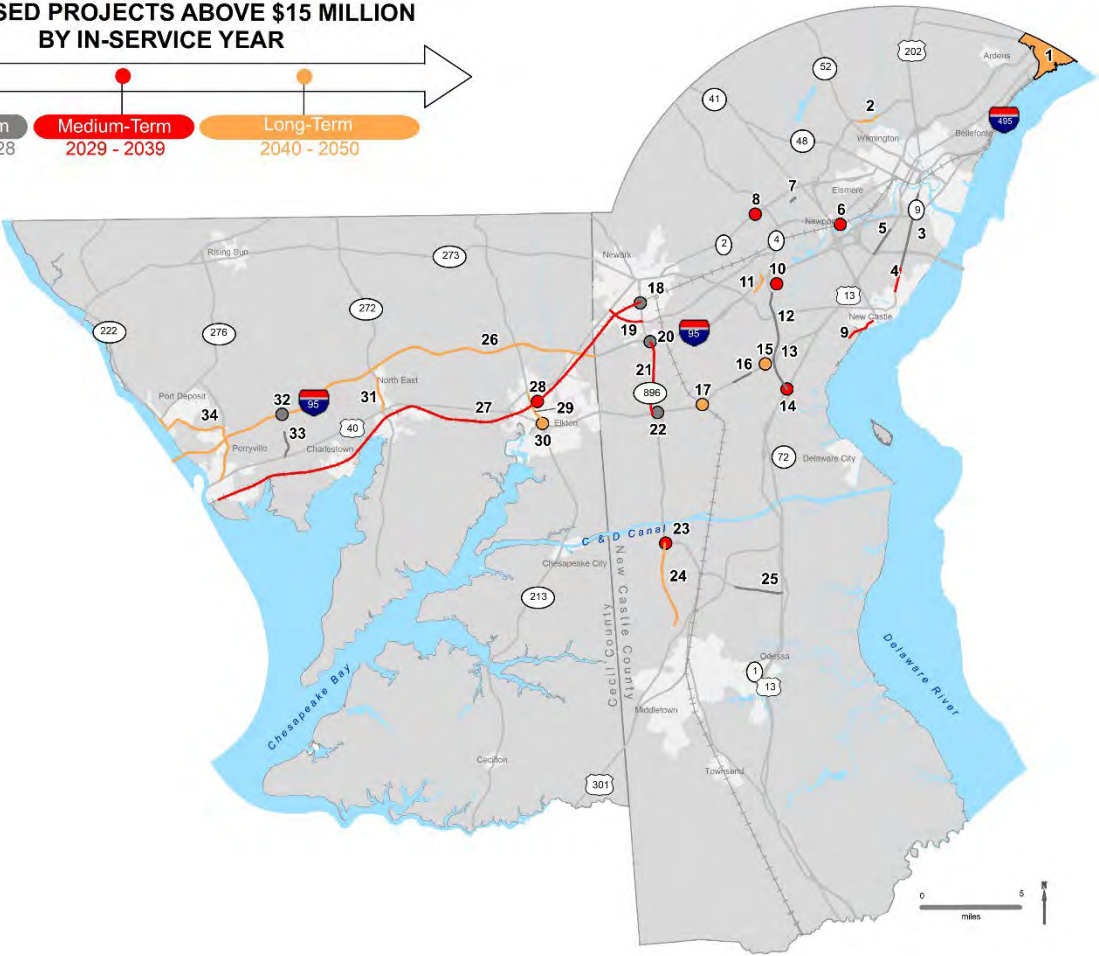 SED PROJECTS ABOVE $15 MILLION
BY IN-SERVICE YEAR
m
Medium-Term
Long-Term
28
2029 - 2039
2040 - 2050
202
Ardens
1
52
41
2
495
Wilmington
Bellefonte
48
Elsmere
7
8
6
9
Newport
5
3
2
4
Rising Sun
273
Newark
4
10
11
18
13
272
12
New Castle
222
276
19
20
95
9
26
15
13
16
21
North East
Port Deposit
28
896
17
14
32
95
31
27
29
34
22
Elkton
40
33
30
Perryville
Charlestown
72
Delaware City
C & D Canal
23
Chesapeake City
24
25
213
New Castle County
Cecil County
Odessa
1
13
Delaware River
Chesapeake Bay
Middletown
Cecilton
Townsend
301
0 5
miles
N